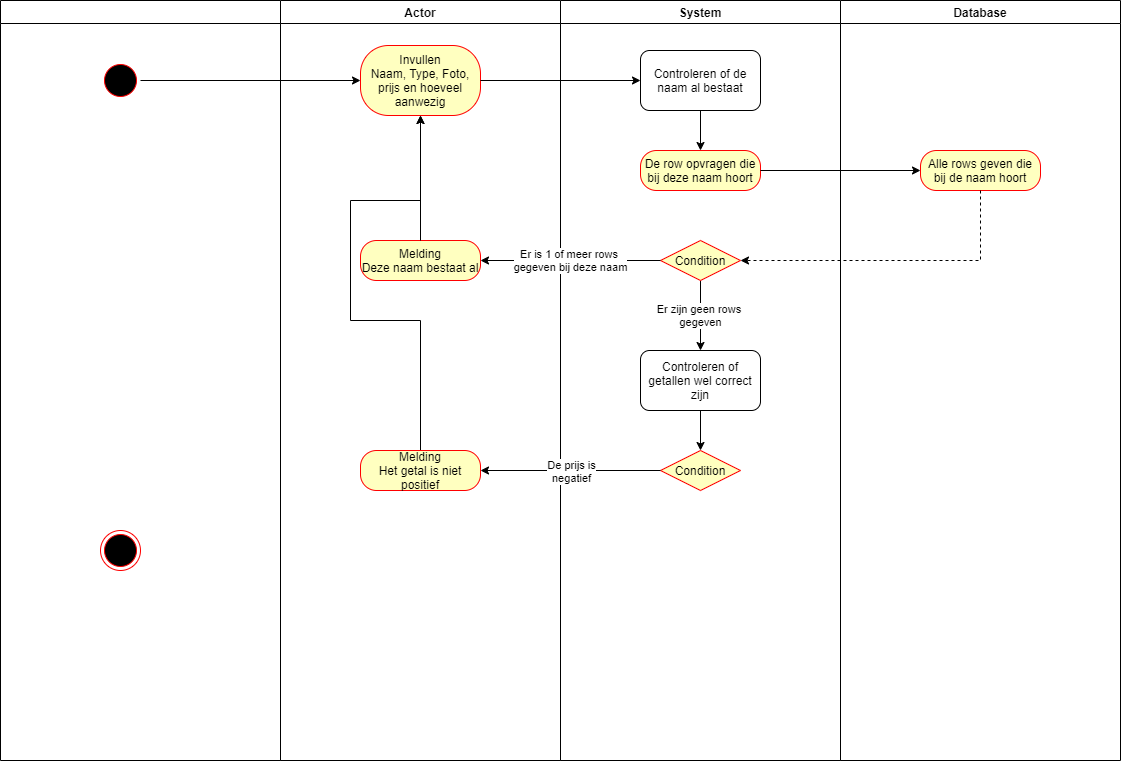 Actor
System
Database
Invullen
Naam, Type, Foto,
prijs en hoeveel
aanwezig
Controleren of de
naam al bestaat
De row opvragen die
bij deze naam hoort
Alle rows geven die
bij de naam hoort
Melding
Deze naam bestaat al
Er is 1 of meer rows
gegeven bij deze naam
Condition
Er zijn geen rows
gegeven
Controleren of
getallen wel correct
zijn
Melding
Het getal is niet
positief
De prijs is
negatief
Condition